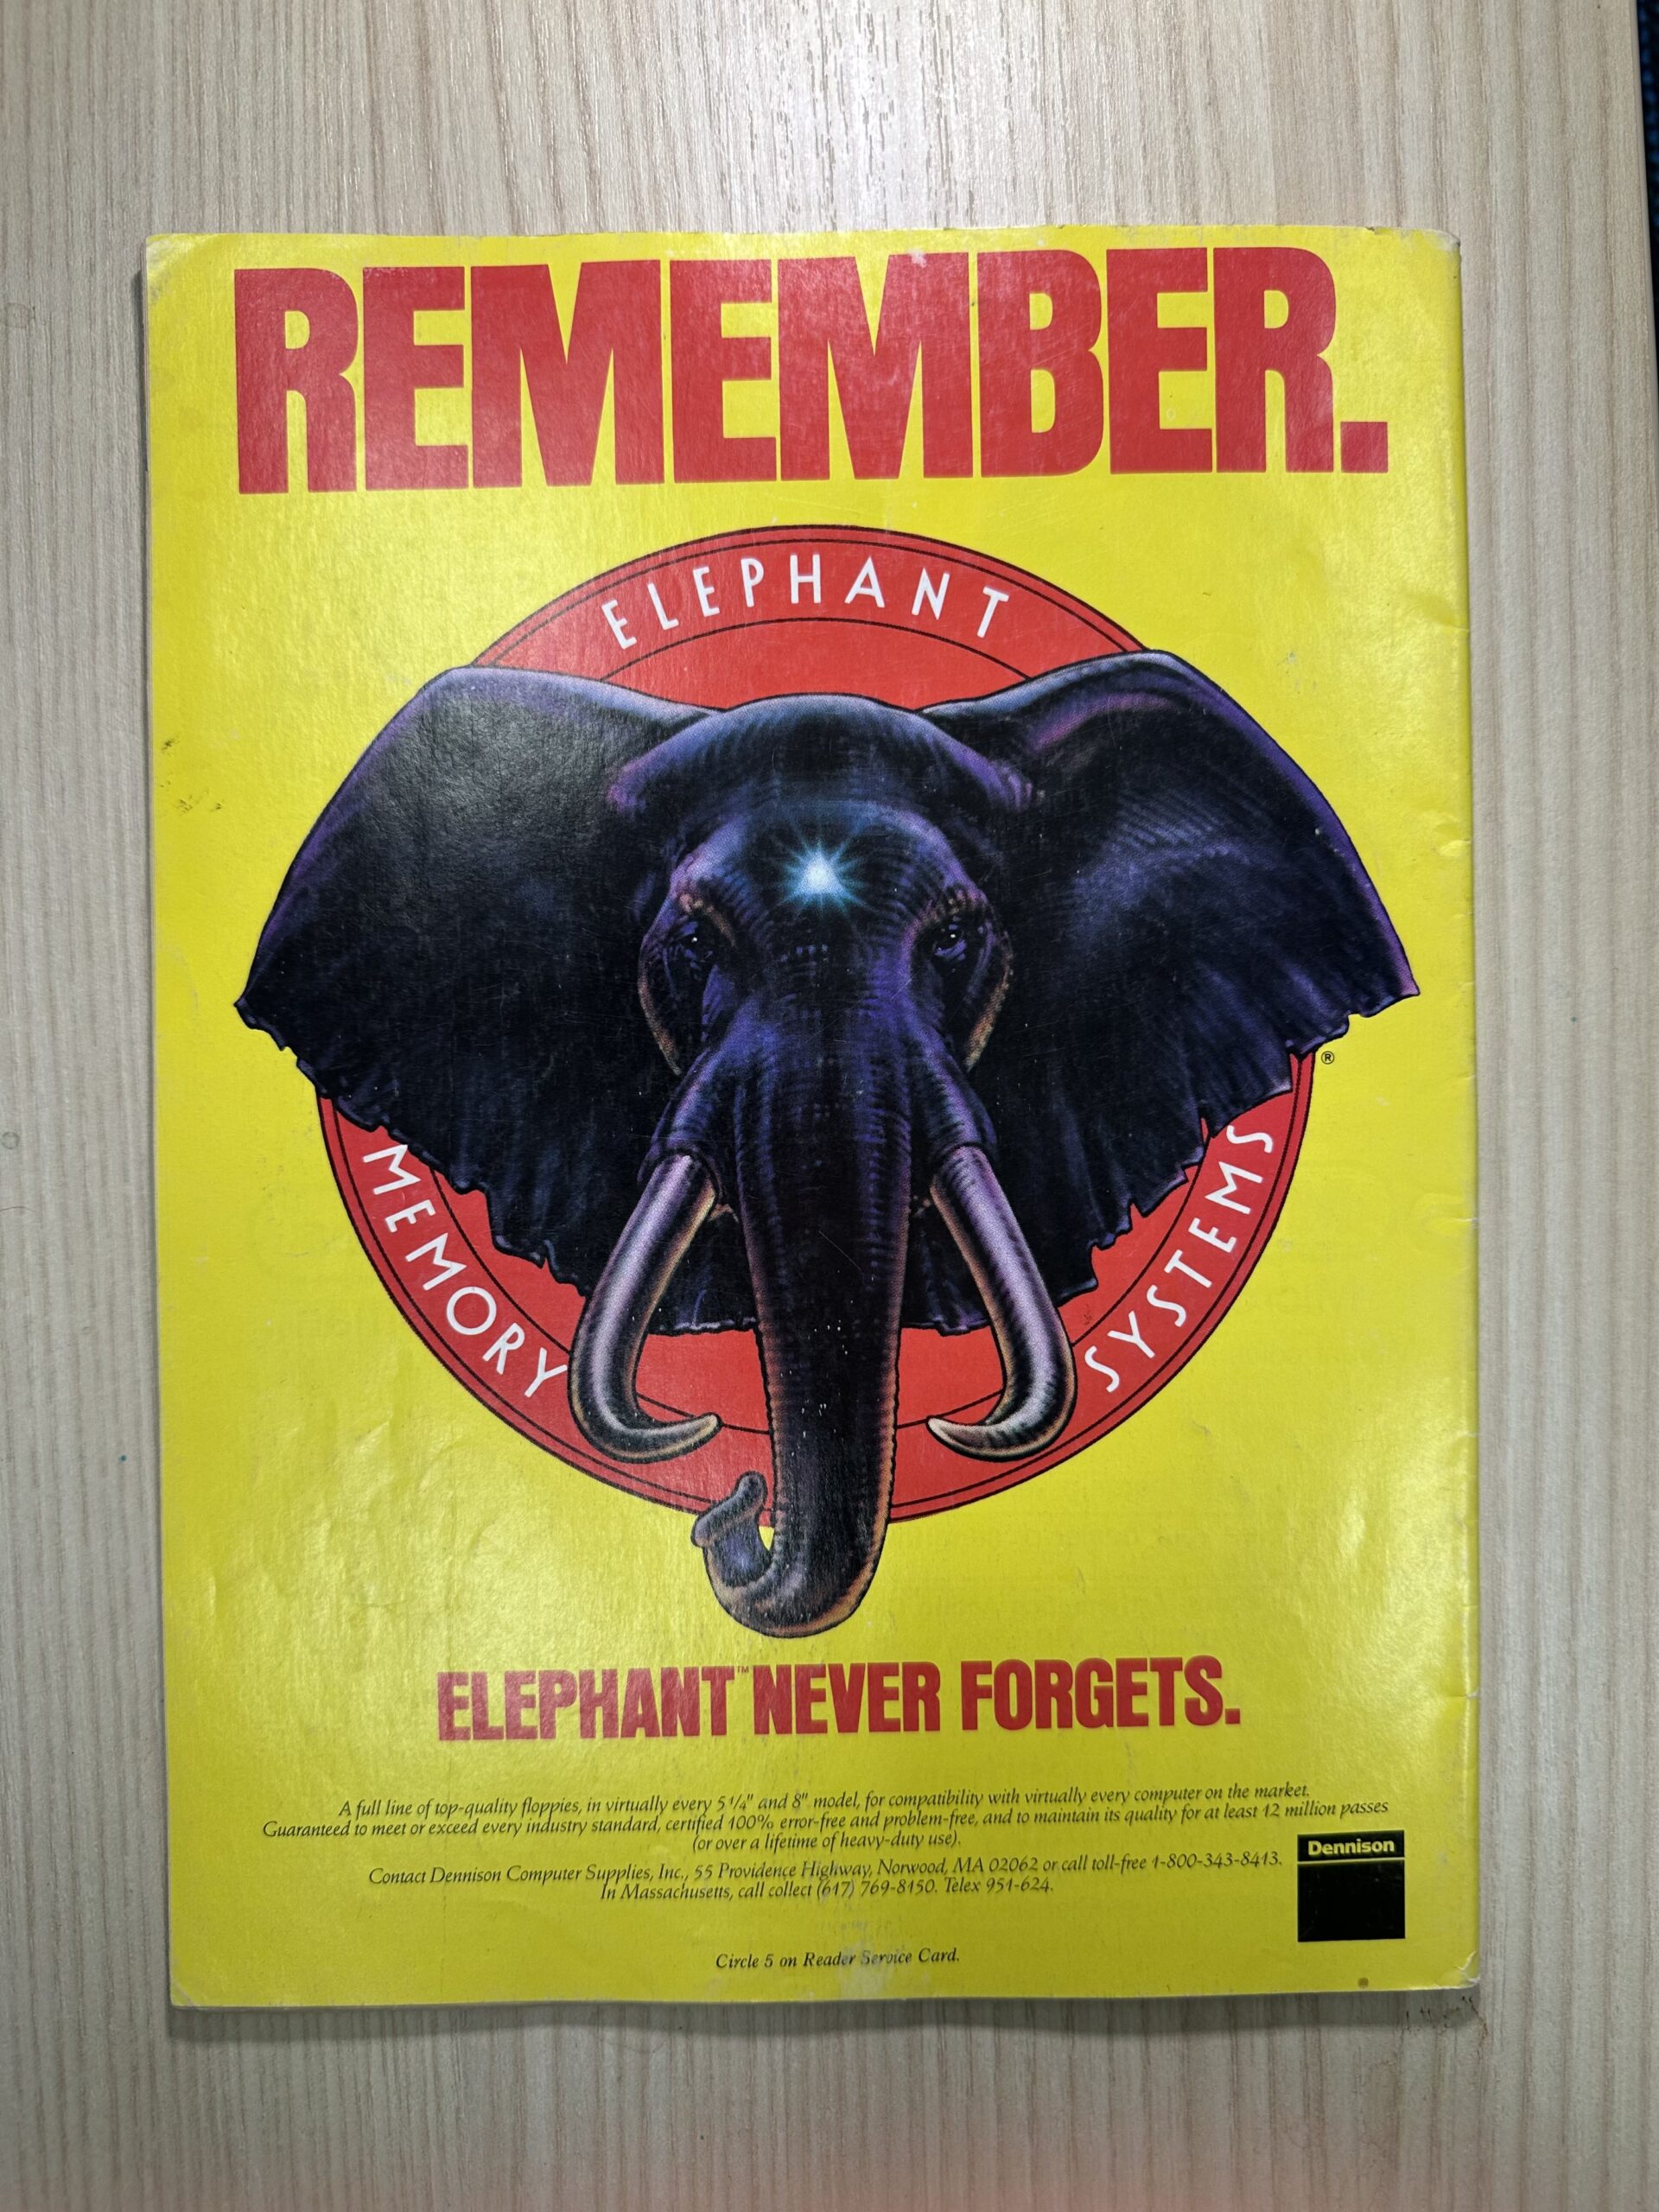 REMEMBER.
ELEPHANT
MEMORY
SYSTEMS
®
ELEPHANT™ NEVER FORGETS.
A full line of top-quality floppies, in virtually every 5 1/4" and 8" model, for compatibility with virtually every computer on the market.
Guaranteed to meet or exceed every industry standard, certified 100% error-free and problem-free, and to maintain its quality for at least 12 million passes
(or over a lifetime of heavy-duty use).
Contact Dennison Computer Supplies, Inc., 55 Providence Highway, Norwood, MA 02062 or call toll-free 1-800-343-8413.
In Massachusetts, call collect (617) 769-8150. Telex 951-624.
Dennison
Circle 5 on Reader Service Card.